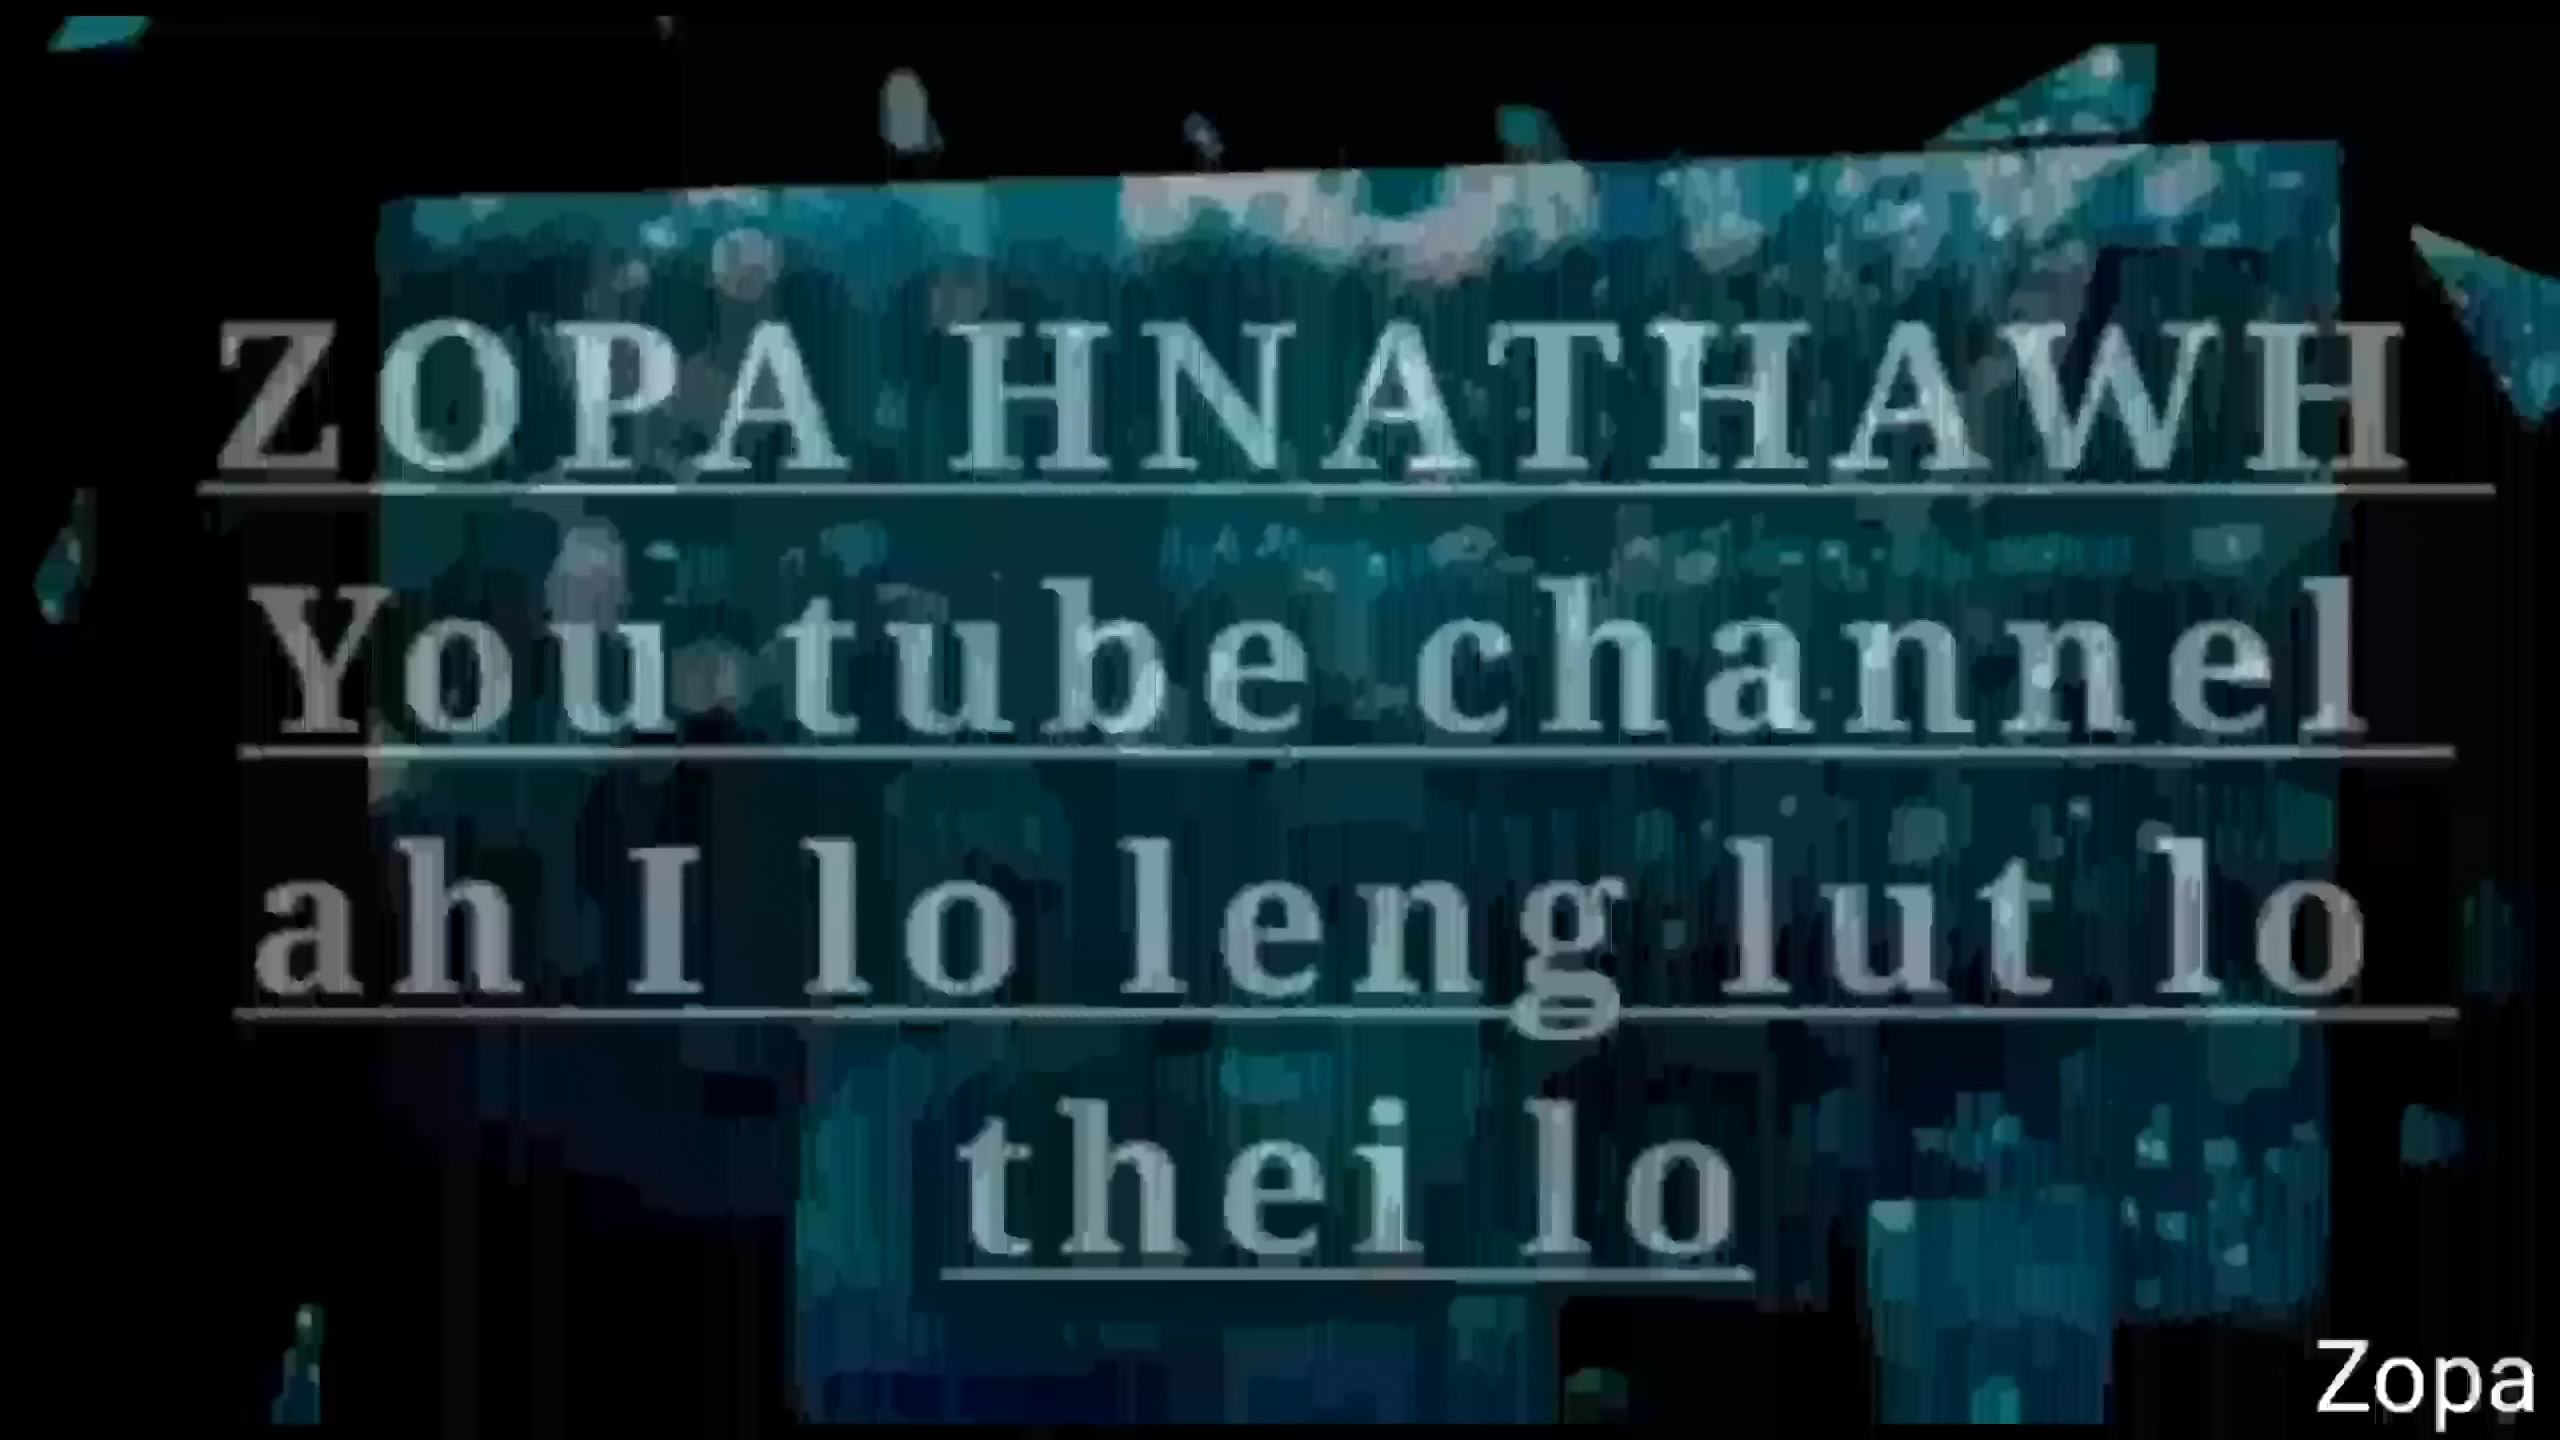 ZOPA HNATHAWH
You tube channel
ah I lo leng lut lo
thei lo
Zopa